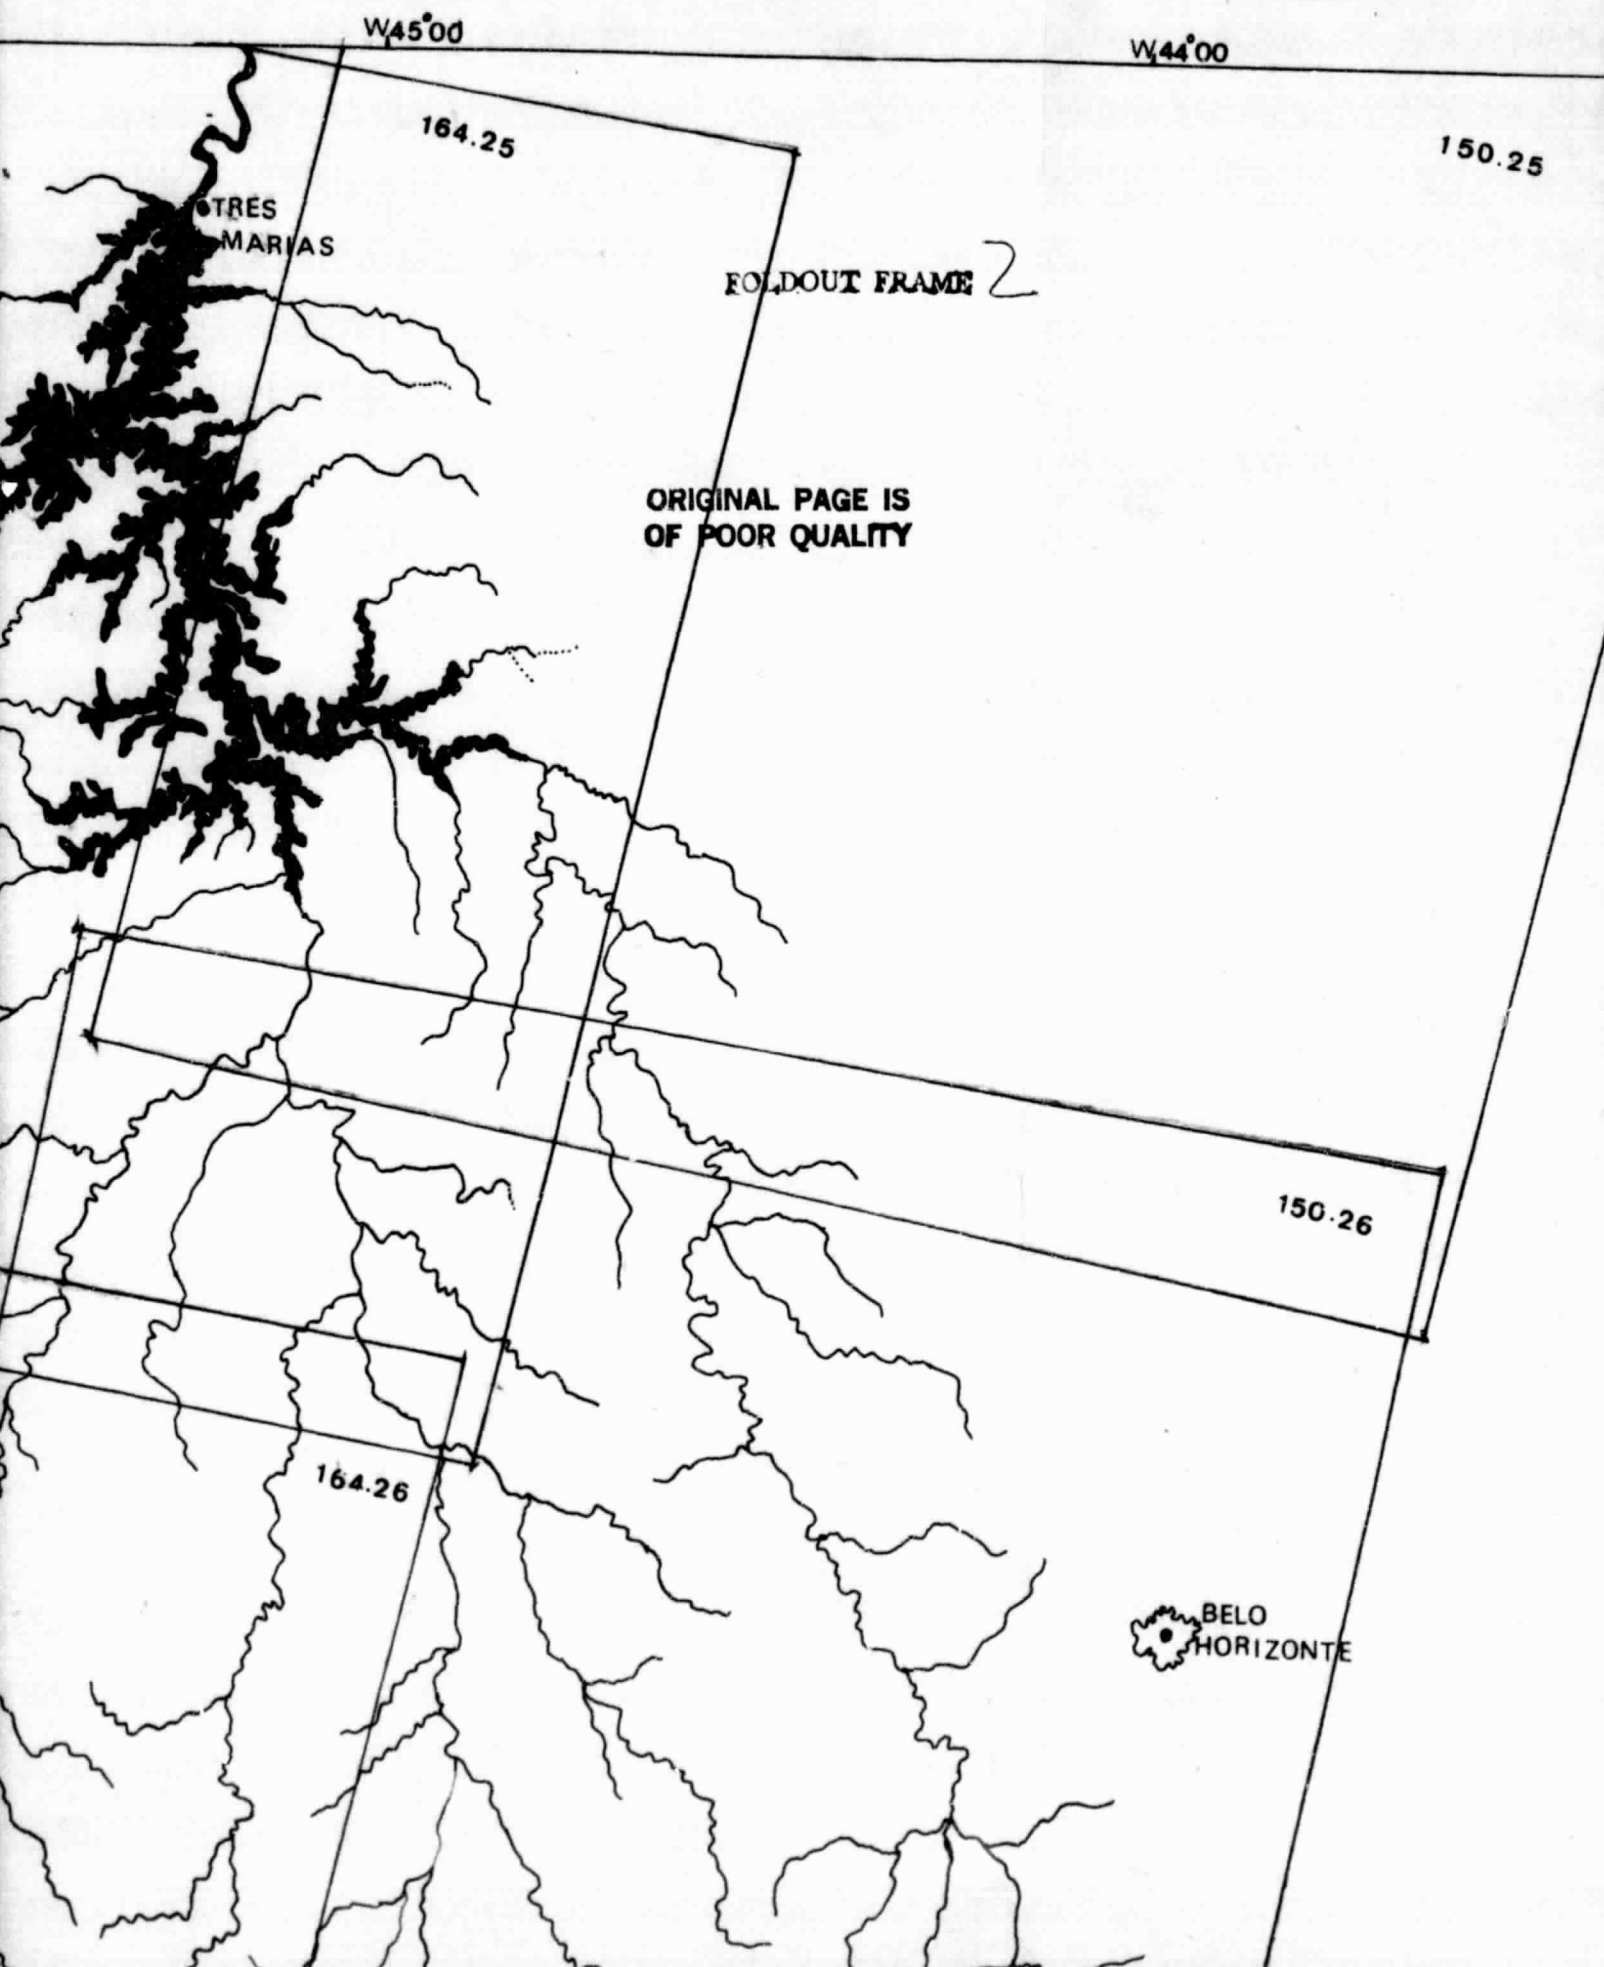 W45°00
W44°00
164.25
150.25
TRES
MARIAS
FOLDOUT FRAME 2
ORIGINAL PAGE IS
OF POOR QUALITY
150.26
164.26
BELO
HORIZONTE